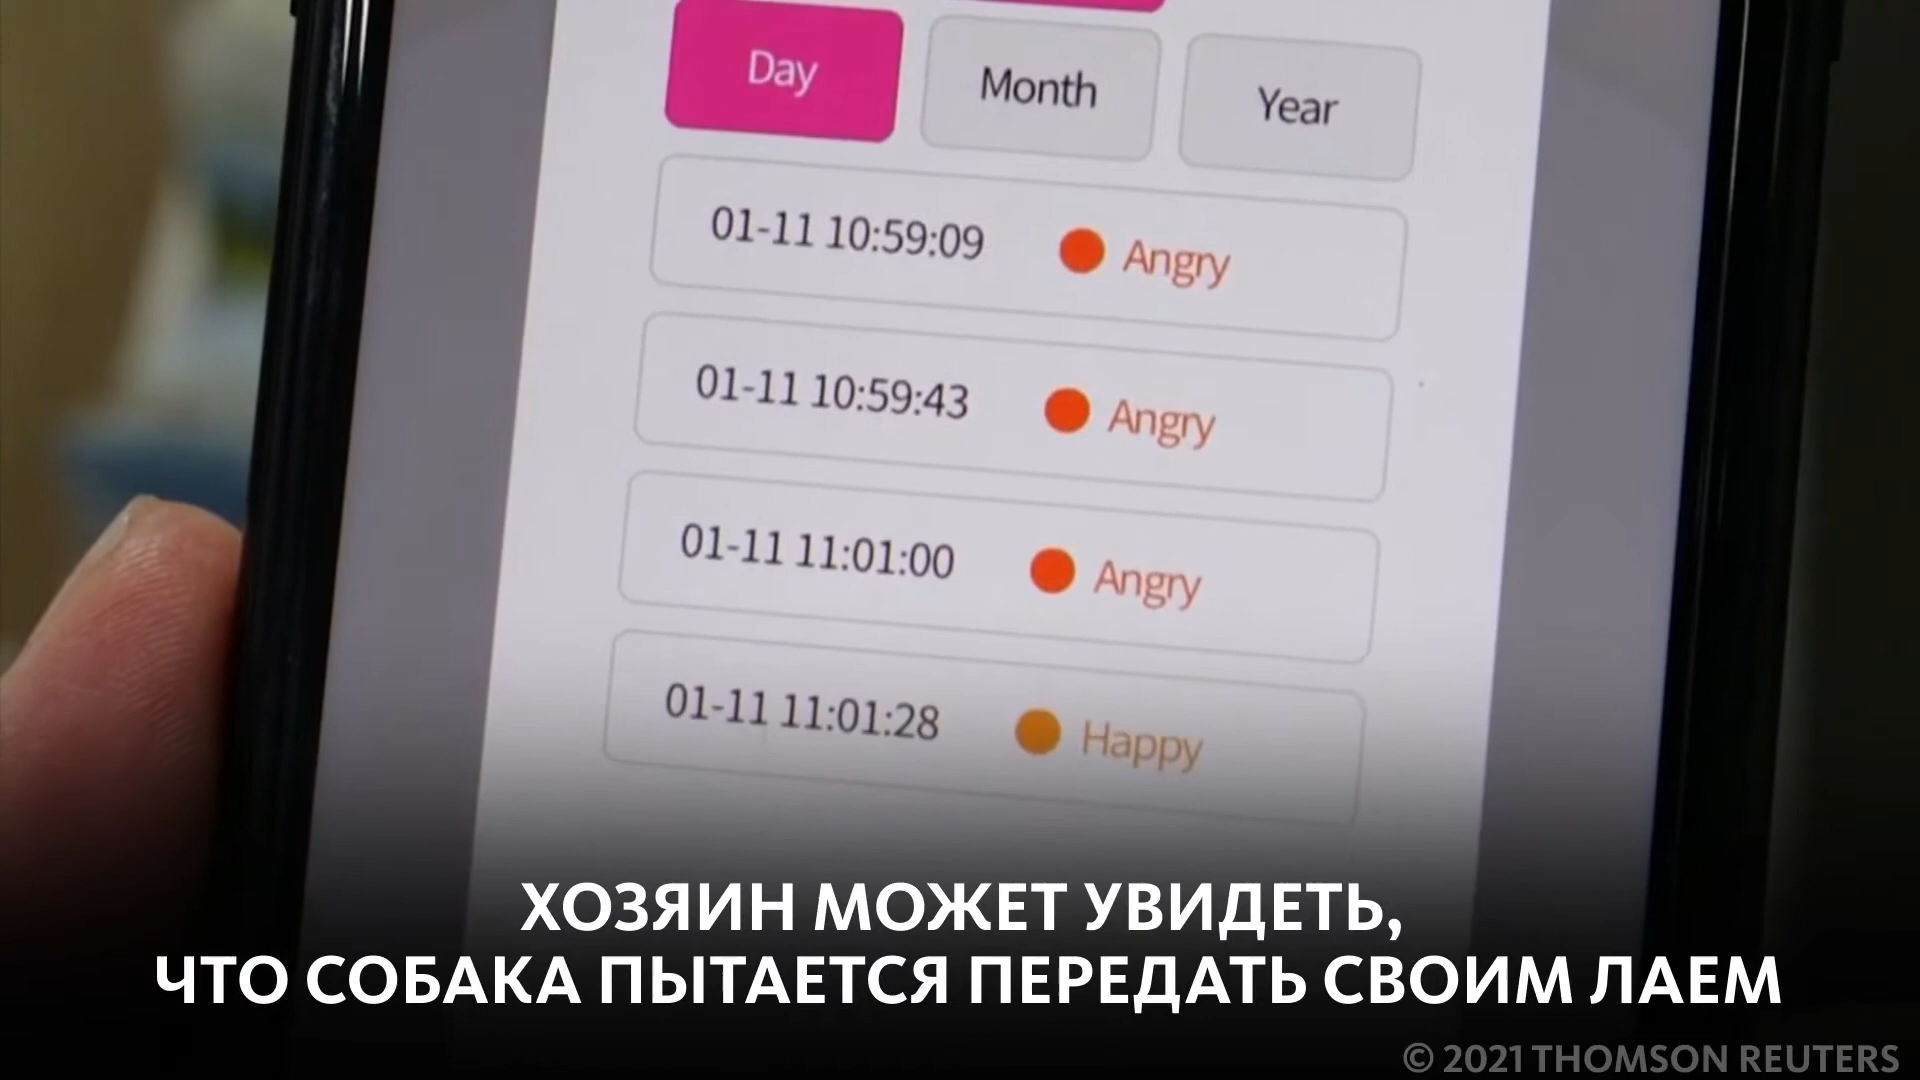 Day Month Year
01-11 10:59:09 Angry
01-11 10:59:43 Angry
01-11 11:01:00 Angry
01-11 11:01:28 Happy
ХОЗЯИН МОЖЕТ УВИДЕТЬ,
ЧТО СОБАКА ПЫТАЕТСЯ ПЕРЕДАТЬ СВОИМ ЛАЕМ
© 2021 THOMSON REUTERS